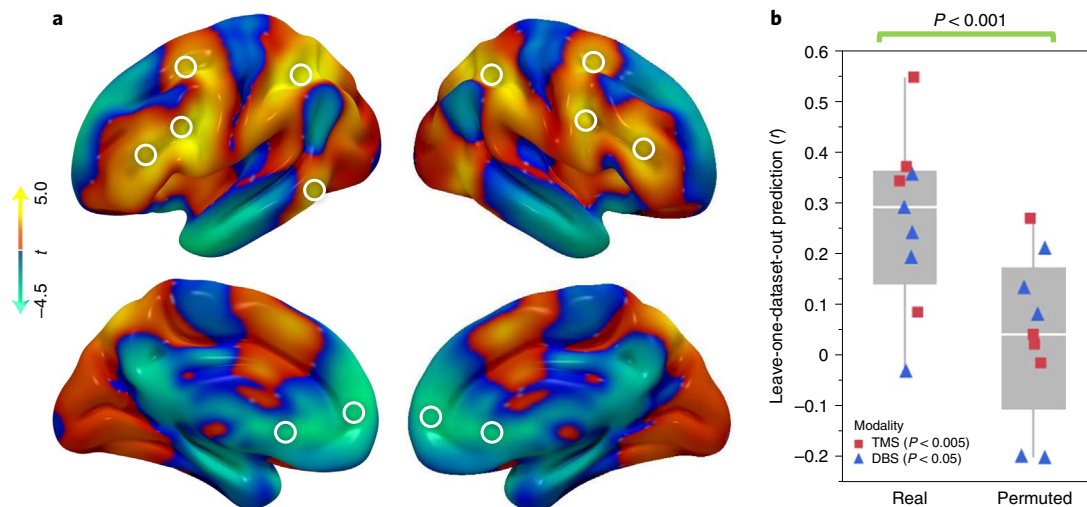 a
5.0
t
−4.5
b
P < 0.001
Leave-one-dataset-out prediction (r)
0.6
0.5
0.4
0.3
0.2
0.1
0
−0.1
−0.2
Modality
TMS (P < 0.005)
DBS (P < 0.05)
Real
Permuted